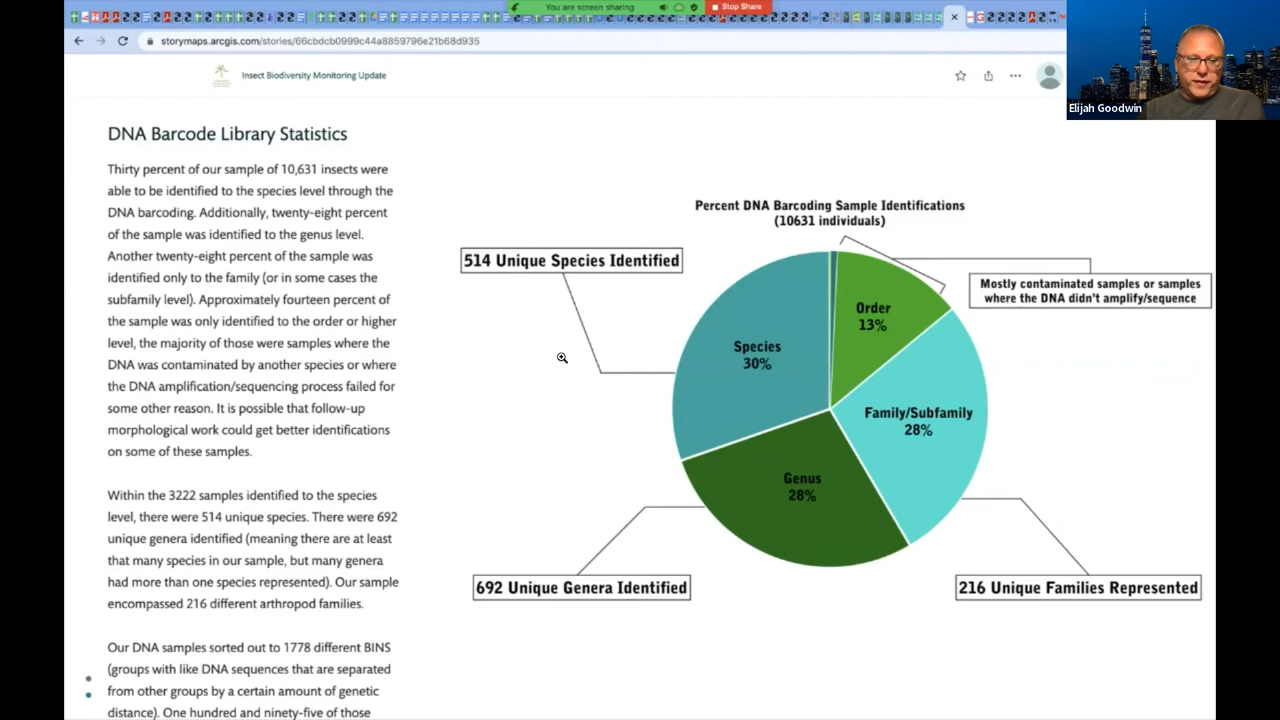 You are screen sharing
Stop Share
storymaps.arcgis.com/stories/66cbdcb0999c44a8859796e21b68d935
Insect Biodiversity Monitoring Update
Elijah Goodwin
DNA Barcode Library Statistics
Thirty percent of our sample of 10,631 insects were
able to be identified to the species level through the
DNA barcoding. Additionally, twenty-eight percent
of the sample was identified to the genus level.
Another twenty-eight percent of the sample was
identified only to the family (or in some cases the
subfamily level). Approximately fourteen percent of
the sample was only identified to the order or higher
level, the majority of those were samples where the
DNA was contaminated by another species or where
the DNA amplification/sequencing process failed for
some other reason. It is possible that follow-up
morphological work could get better identifications
on some of these samples.
Within the 3222 samples identified to the species
level, there were 514 unique species. There were 692
unique genera identified (meaning there are at least
that many species in our sample, but many genera
had more than one species represented). Our sample
encompassed 216 different arthropod families.
Our DNA samples sorted out to 1778 different BINS
(groups with like DNA sequences that are separated
from other groups by a certain amount of genetic
distance). One hundred and ninety-five of those
Percent DNA Barcoding Sample Identifications
(10631 individuals)
514 Unique Species Identified
Mostly contaminated samples or samples
where the DNA didn't amplify/sequence
Order
13%
Species
30%
Family/Subfamily
28%
Genus
28%
692 Unique Genera Identified
216 Unique Families Represented